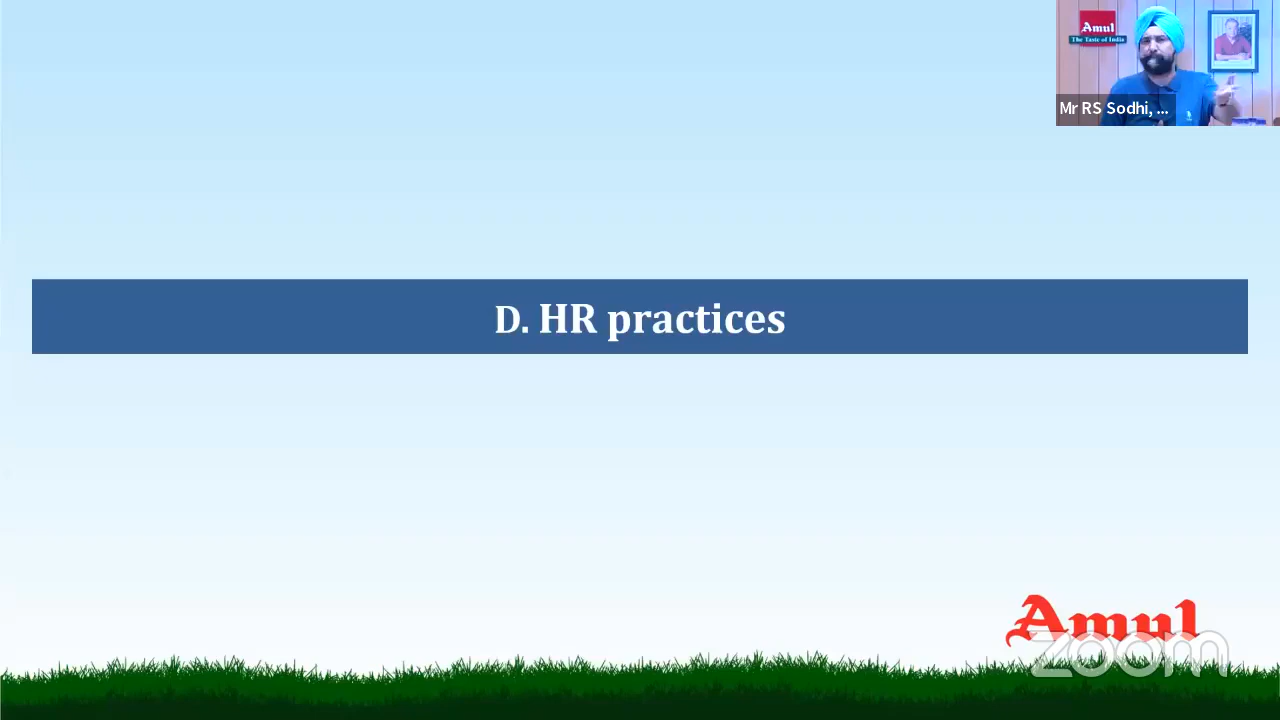 Amul
The Taste of India
Mr RS Sodhi, ...
D. HR practices
Amul
zoom